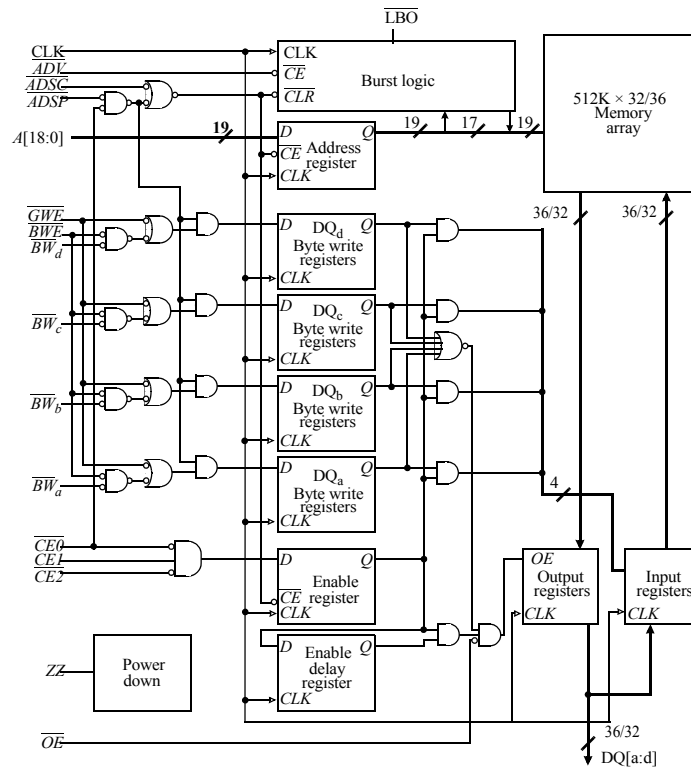 LBO
CLK
ADV
ADSC
ADSP
CLK
CE
CLR
Burst logic
512K × 32/36
Memory
array
A[18:0]
19
D
Q
CE
CLK
Address
register
19
17
19
36/32
36/32
GWE
BWE
BWd
D
Q
DQd
Byte write
registers
CLK
BWc
D
Q
DQc
Byte write
registers
CLK
BWb
D
Q
DQb
Byte write
registers
CLK
BWa
D
Q
DQa
Byte write
registers
CLK
4
CE0
CE1
CE2
D
Q
Enable
register
CE
CLK
OE
Output
registers
CLK
Input
registers
CLK
D
Q
Enable
delay
register
CLK
ZZ
Power
down
OE
36/32
DQ[a:d]